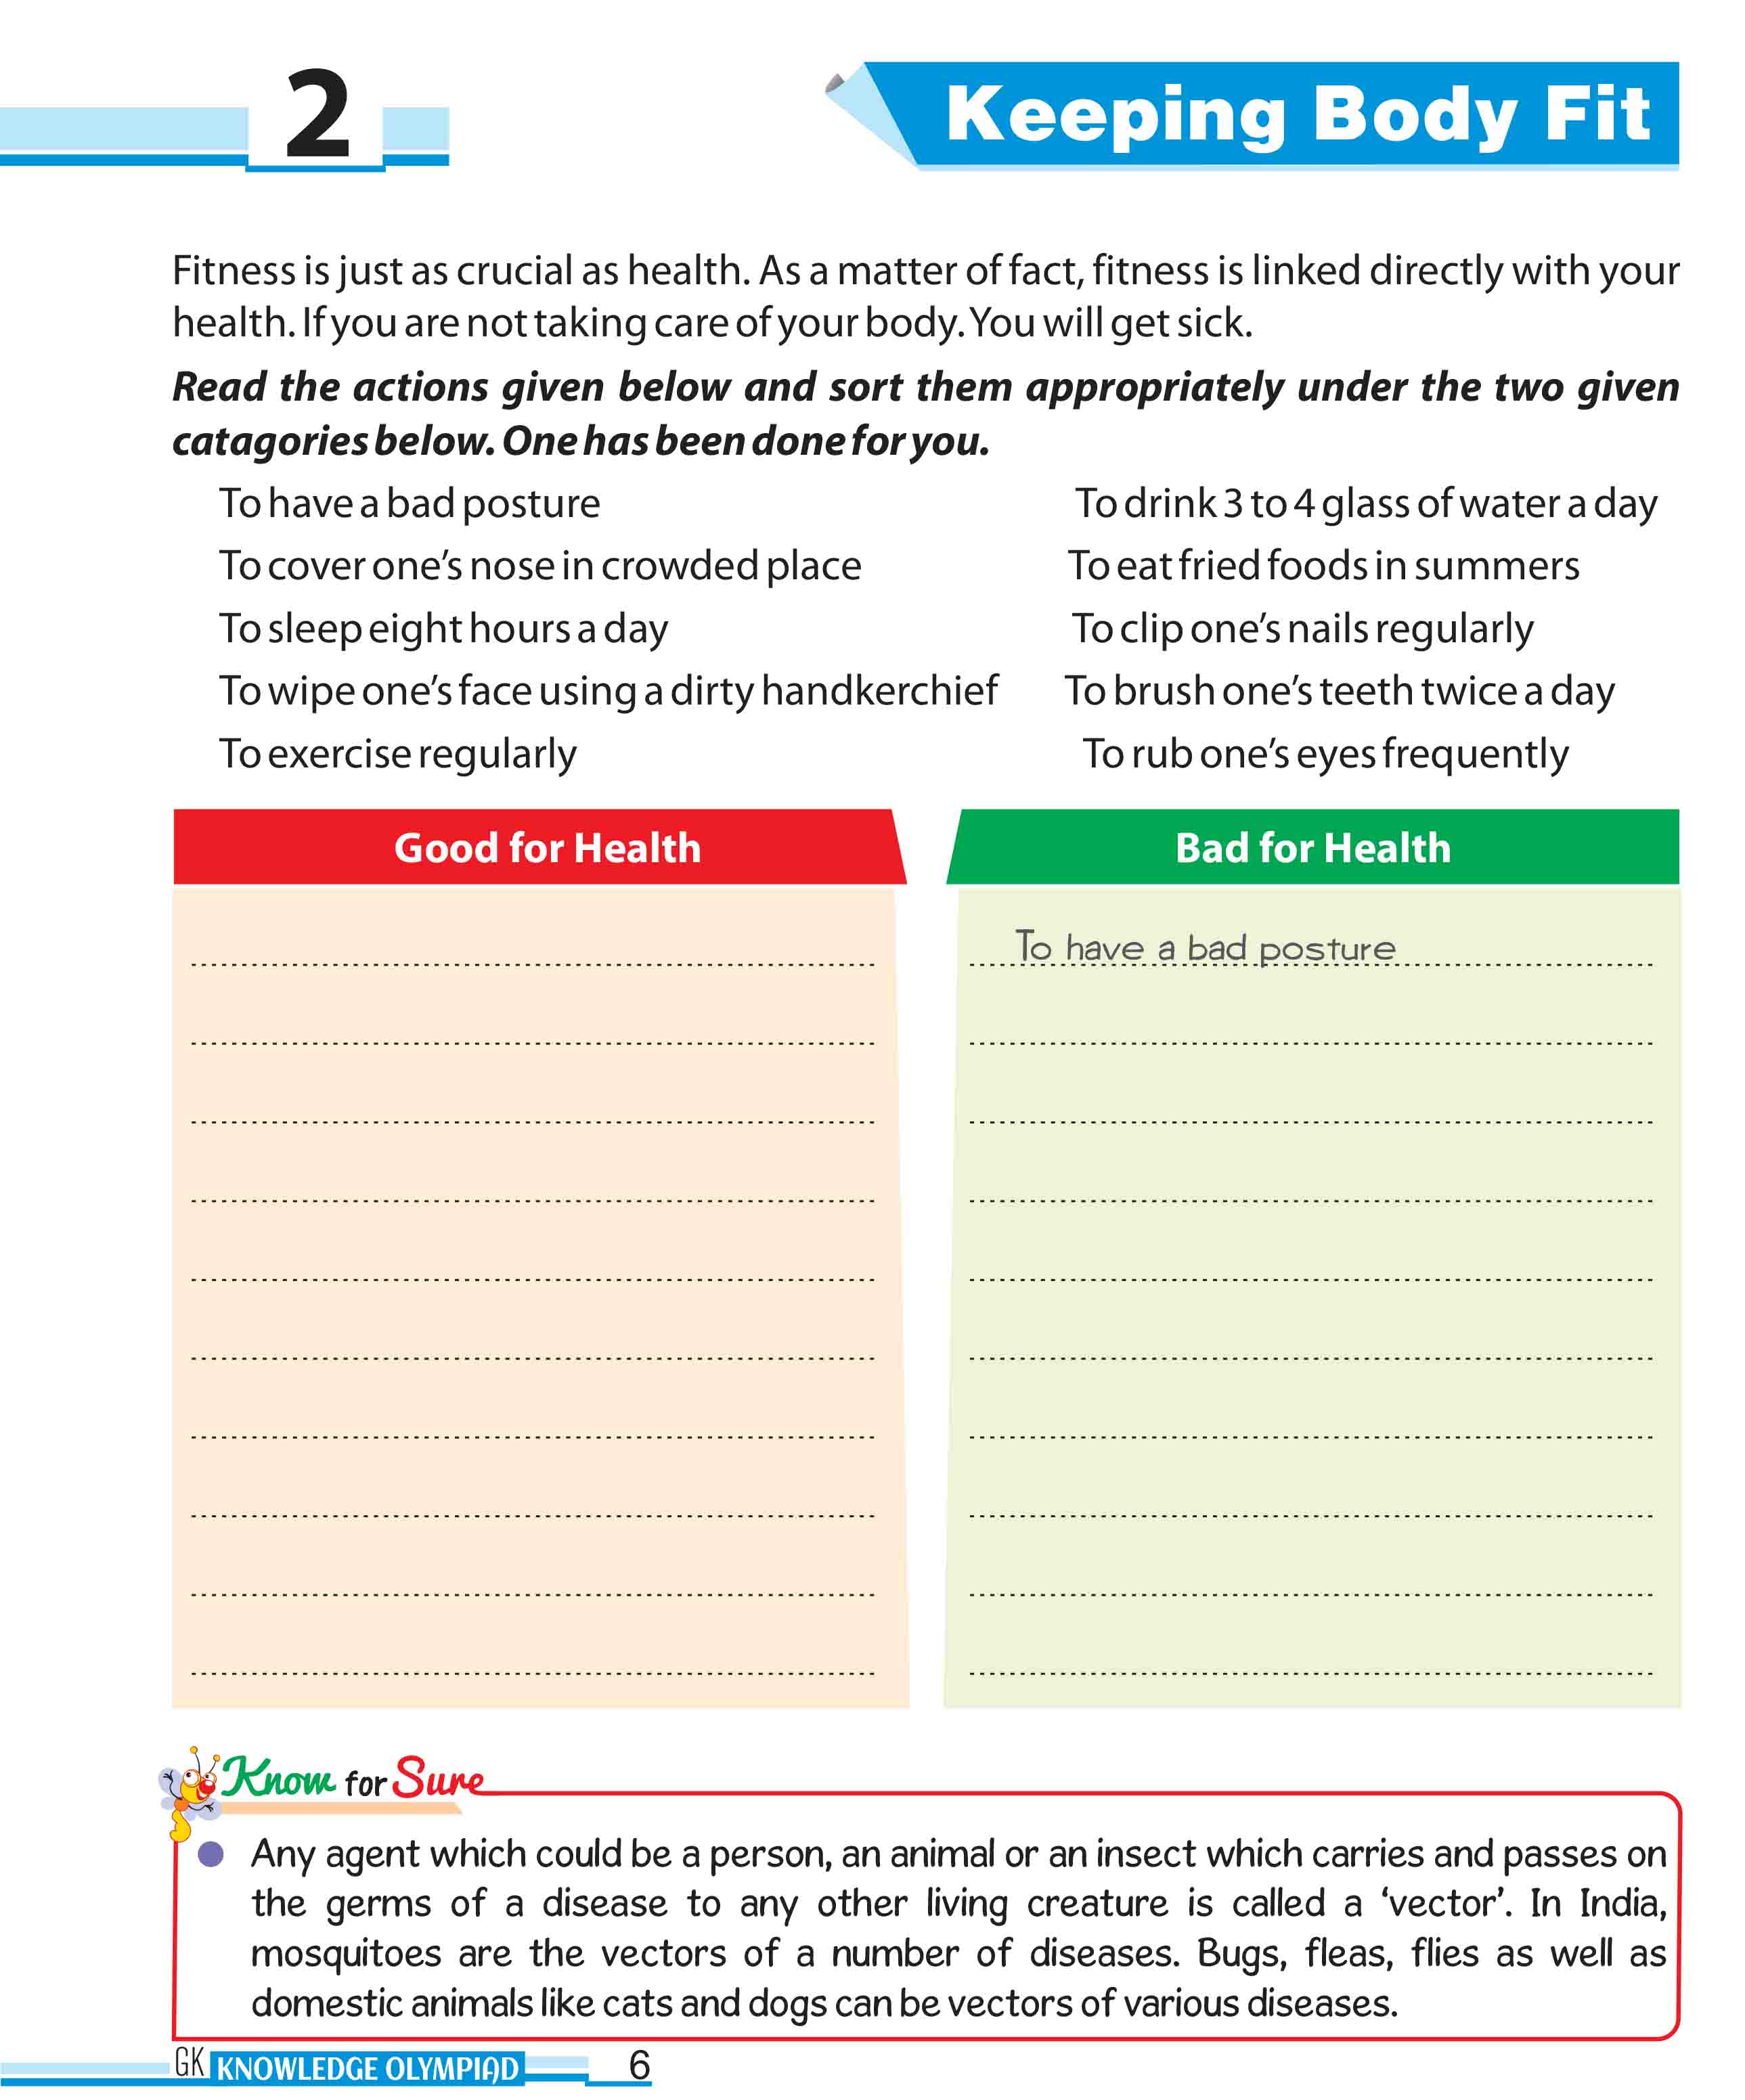 2
Keeping Body Fit
Fitness is just as crucial as health. As a matter of fact, fitness is linked directly with your
health. If you are not taking care of your body. You will get sick.
Read the actions given below and sort them appropriately under the two given
catagories below. One has been done for you.
To have a bad posture
To drink 3 to 4 glass of water a day
To cover one’s nose in crowded place
To eat fried foods in summers
To sleep eight hours a day
To clip one’s nails regularly
To wipe one’s face using a dirty handkerchief
To brush one’s teeth twice a day
To exercise regularly
To rub one’s eyes frequently
Good for Health
Bad for Health
To have a bad posture
Know for Sure
Any agent which could be a person, an animal or an insect which carries and passes on
the germs of a disease to any other living creature is called a ‘vector’. In India,
mosquitoes are the vectors of a number of diseases. Bugs, fleas, flies as well as
domestic animals like cats and dogs can be vectors of various diseases.
GK KNOWLEDGE OLYMPIAD
6